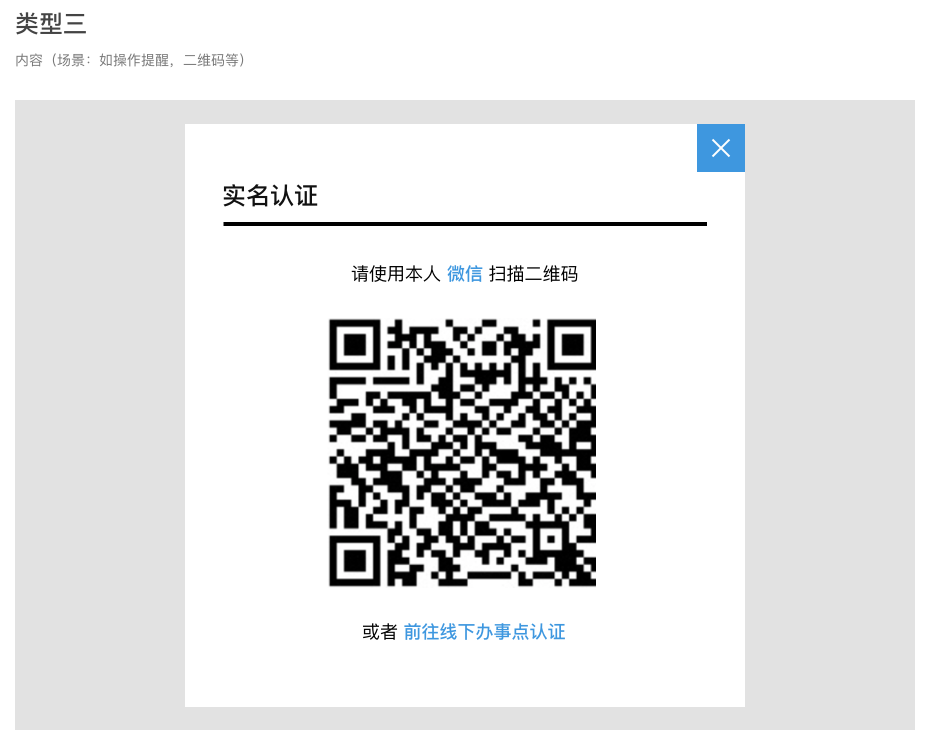 类型三
内容（场景：如操作提醒，二维码等）
实名认证
请使用本人 微信 扫描二维码
或者 前往线下办事点认证